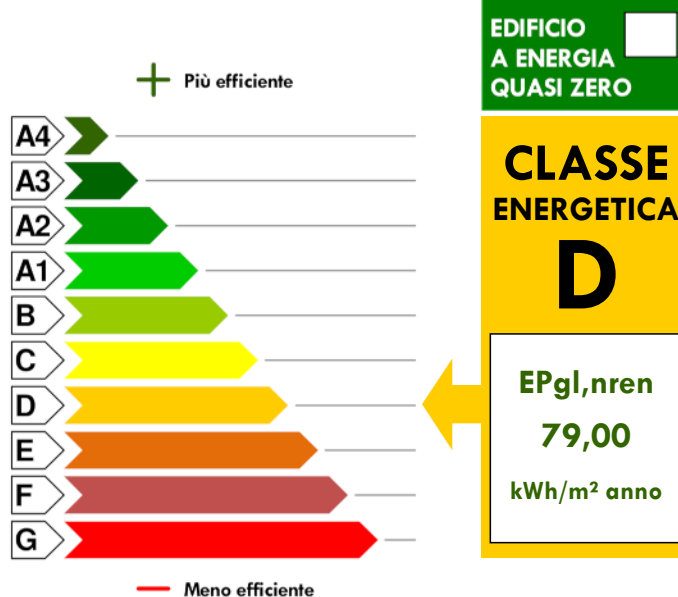 EDIFICIO
A ENERGIA
QUASI ZERO
+ Più efficiente
A4
A3
A2
A1
B
C
D
E
F
G
— Meno efficiente
CLASSE
ENERGETICA
D
EPgl,nren
79,00
kWh/m² anno